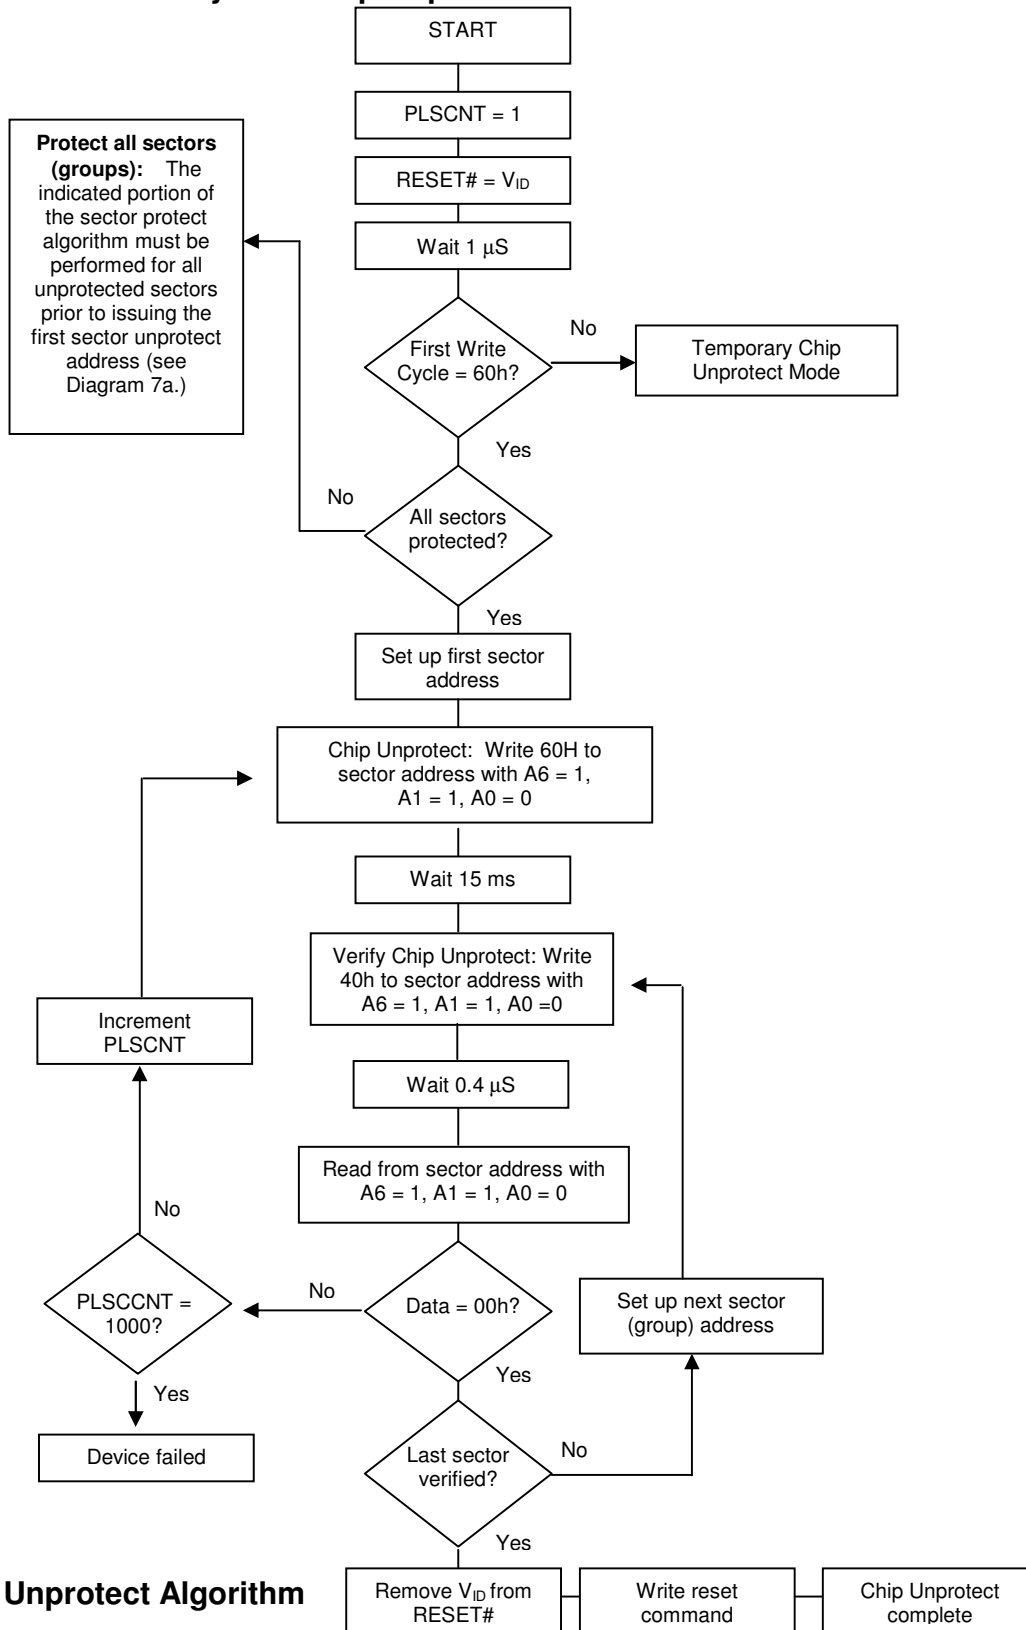 START
PLSCNT = 1
RESET# = VID
Wait 1 μS
Protect all sectors
(groups): The
indicated portion of
the sector protect
algorithm must be
performed for all
unprotected sectors
prior to issuing the
first sector unprotect
address (see
Diagram 7a.)
First Write
Cycle = 60h?
No
Temporary Chip
Unprotect Mode
Yes
No
All sectors
protected?
Yes
Set up first sector
address
Chip Unprotect: Write 60H to
sector address with A6 = 1,
A1 = 1, A0 = 0
Wait 15 ms
Verify Chip Unprotect: Write
40h to sector address with
A6 = 1, A1 = 1, A0 =0
Increment
PLSCNT
Wait 0.4 μS
Read from sector address with
A6 = 1, A1 = 1, A0 = 0
No
PLSCCNT =
1000?
No
Data = 00h?
Set up next sector
(group) address
Yes
Yes
Device failed
Last sector
verified?
No
Yes
Unprotect Algorithm
Remove VID from
RESET#
Write reset
command
Chip Unprotect
complete